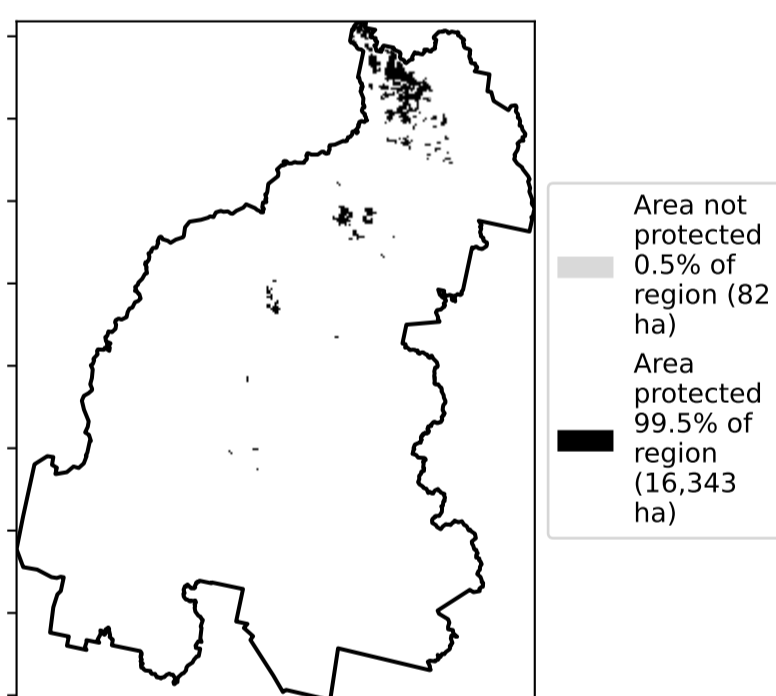 Area not
protected
0.5% of
region (82
ha)
Area
protected
99.5% of
region
(16,343
ha)